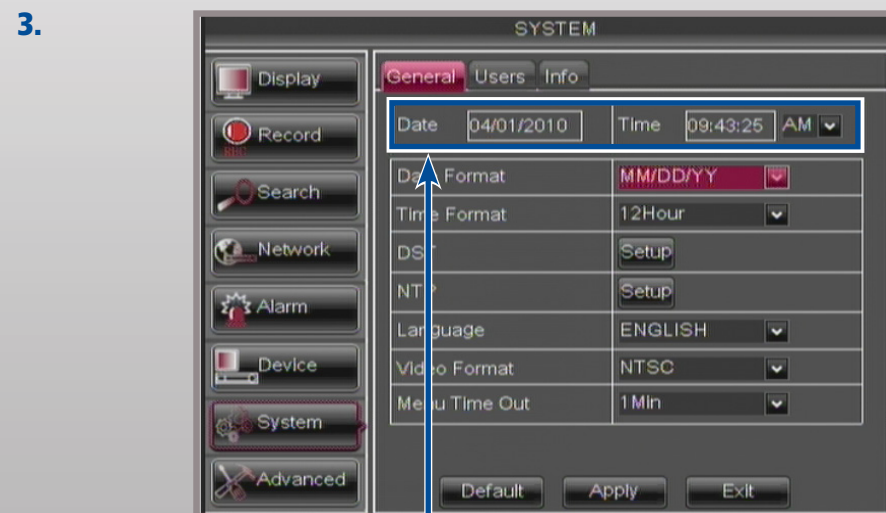 3.
SYSTEM
Display
Record
REC
Search
Network
Alarm
Device
System
Advanced
General Users Info
Date 04/01/2010 Time 09:43:25 AM
Date Format MM/DD/YY
Time Format 12Hour
DST Setup
NTP Setup
Language ENGLISH
Video Format NTSC
Menu Time Out 1Min
Default Apply Exit